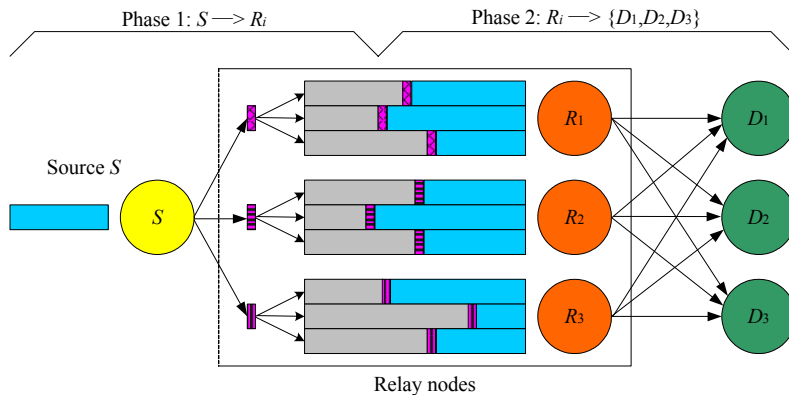 Phase 1: S —> Ri
Phase 2: Ri —> {D1,D2,D3}
Source S
S
R1
R2
R3
D1
D2
D3
Relay nodes